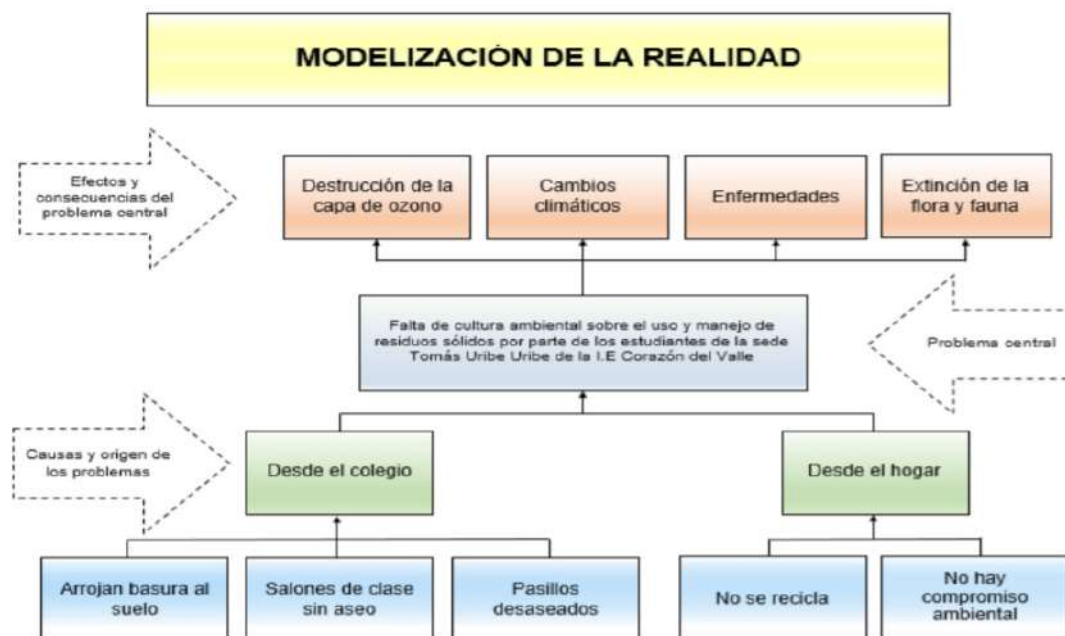 MODELIZACIÓN DE LA REALIDAD
Efectos y
consecuencias del
problema central
Destrucción de la
capa de ozono
Cambios
climáticos
Enfermedades
Extinción de la
flora y fauna
Falta de cultura ambiental sobre el uso y manejo de
residuos sólidos por parte de los estudiantes de la sede
Tomás Uribe Uribe de la I.E Corazón del Valle
Problema central
Causas y origen de
los problemas
Desde el colegio
Desde el hogar
Arrojan basura al
suelo
Salones de clase
sin aseo
Pasillos
desaseados
No se recicla
No hay
compromiso
ambiental